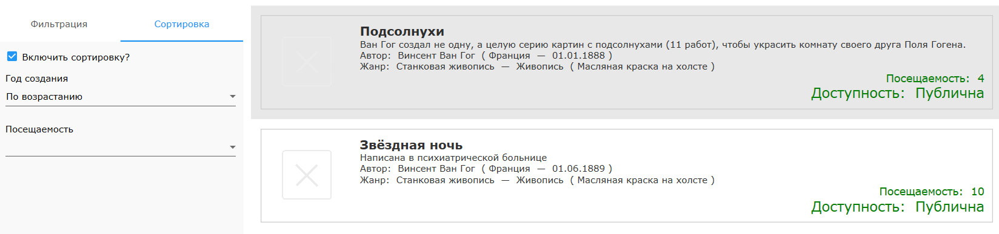 Фильтрация
Сортировка
Включить сортировку?
Год создания
По возрастанию
Посещаемость
Подсолнухи
Ван Гог создал не одну, а целую серию картин с подсолнухами (11 работ), чтобы украсить комнату своего друга Поля Гогена.
Автор: Винсент Ван Гог ( Франция — 01.01.1888 )
Жанр: Станковая живопись — Живопись ( Масляная краска на холсте )
Посещаемость: 4
Доступность: Публична
Звёздная ночь
Написана в психиатрической больнице
Автор: Винсент Ван Гог ( Франция — 01.06.1889 )
Жанр: Станковая живопись — Живопись ( Масляная краска на холсте )
Посещаемость: 10
Доступность: Публична